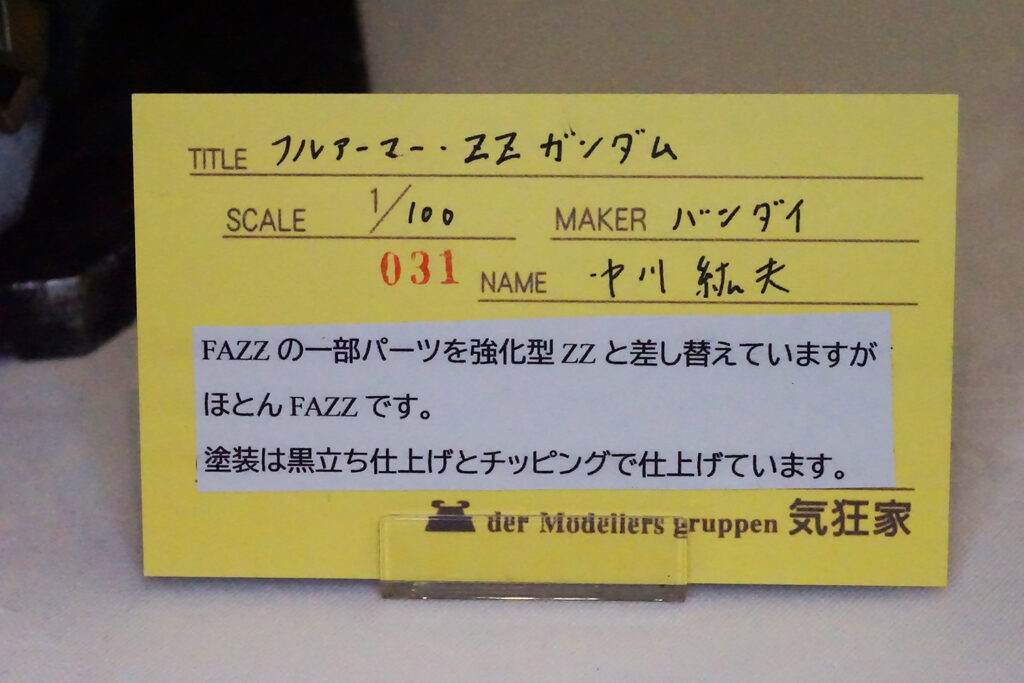 TITLE フルアーマー・ZZガンダム
SCALE 1/100 MAKER バンダイ
031 NAME 中川 紘夫
FAZZの一部パーツを強化型ZZと差し替えていますが
ほとんFAZZです。
塗装は黒立ち仕上げとチッピングで仕上げています。
der Modellers gruppen 気狂家